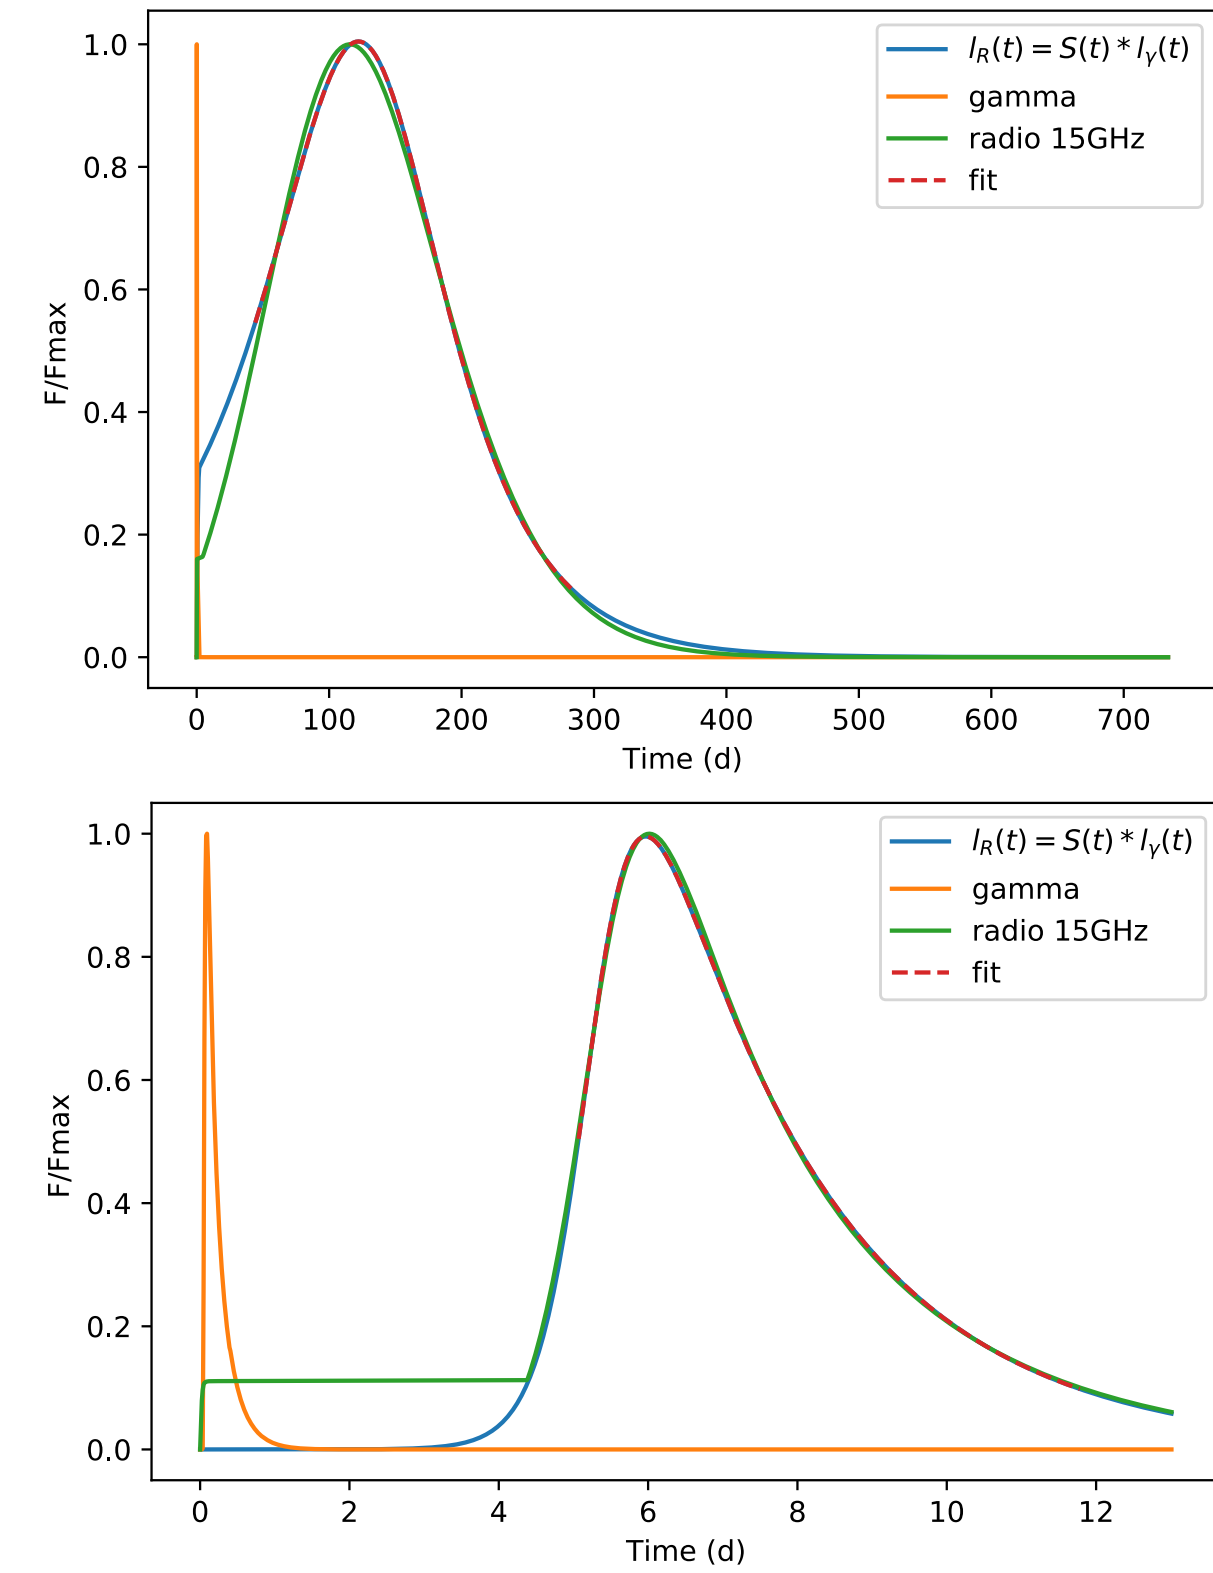 l_R(t) = S(t) * l_γ(t)
gamma
radio 15GHz
fit
1.0
0.8
0.6
0.4
0.2
0.0
F/Fmax
0 100 200 300 400 500 600 700
Time (d)
l_R(t) = S(t) * l_γ(t)
gamma
radio 15GHz
fit
1.0
0.8
0.6
0.4
0.2
0.0
F/Fmax
0 2 4 6 8 10 12
Time (d)